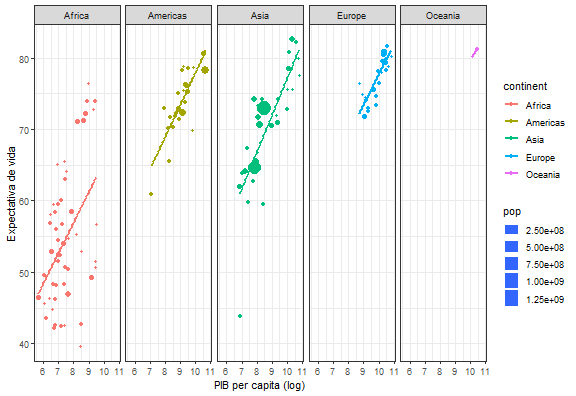 Africa Americas Asia Europe Oceania
80
70
60
50
40
Expectativa de vida
6 7 8 9 10 11 6 7 8 9 10 11 6 7 8 9 10 11 6 7 8 9 10 11 6 7 8 9 10 11
PIB per capita (log)
continent
Africa
Americas
Asia
Europe
Oceania
pop
2.50e+08
5.00e+08
7.50e+08
1.00e+09
1.25e+09